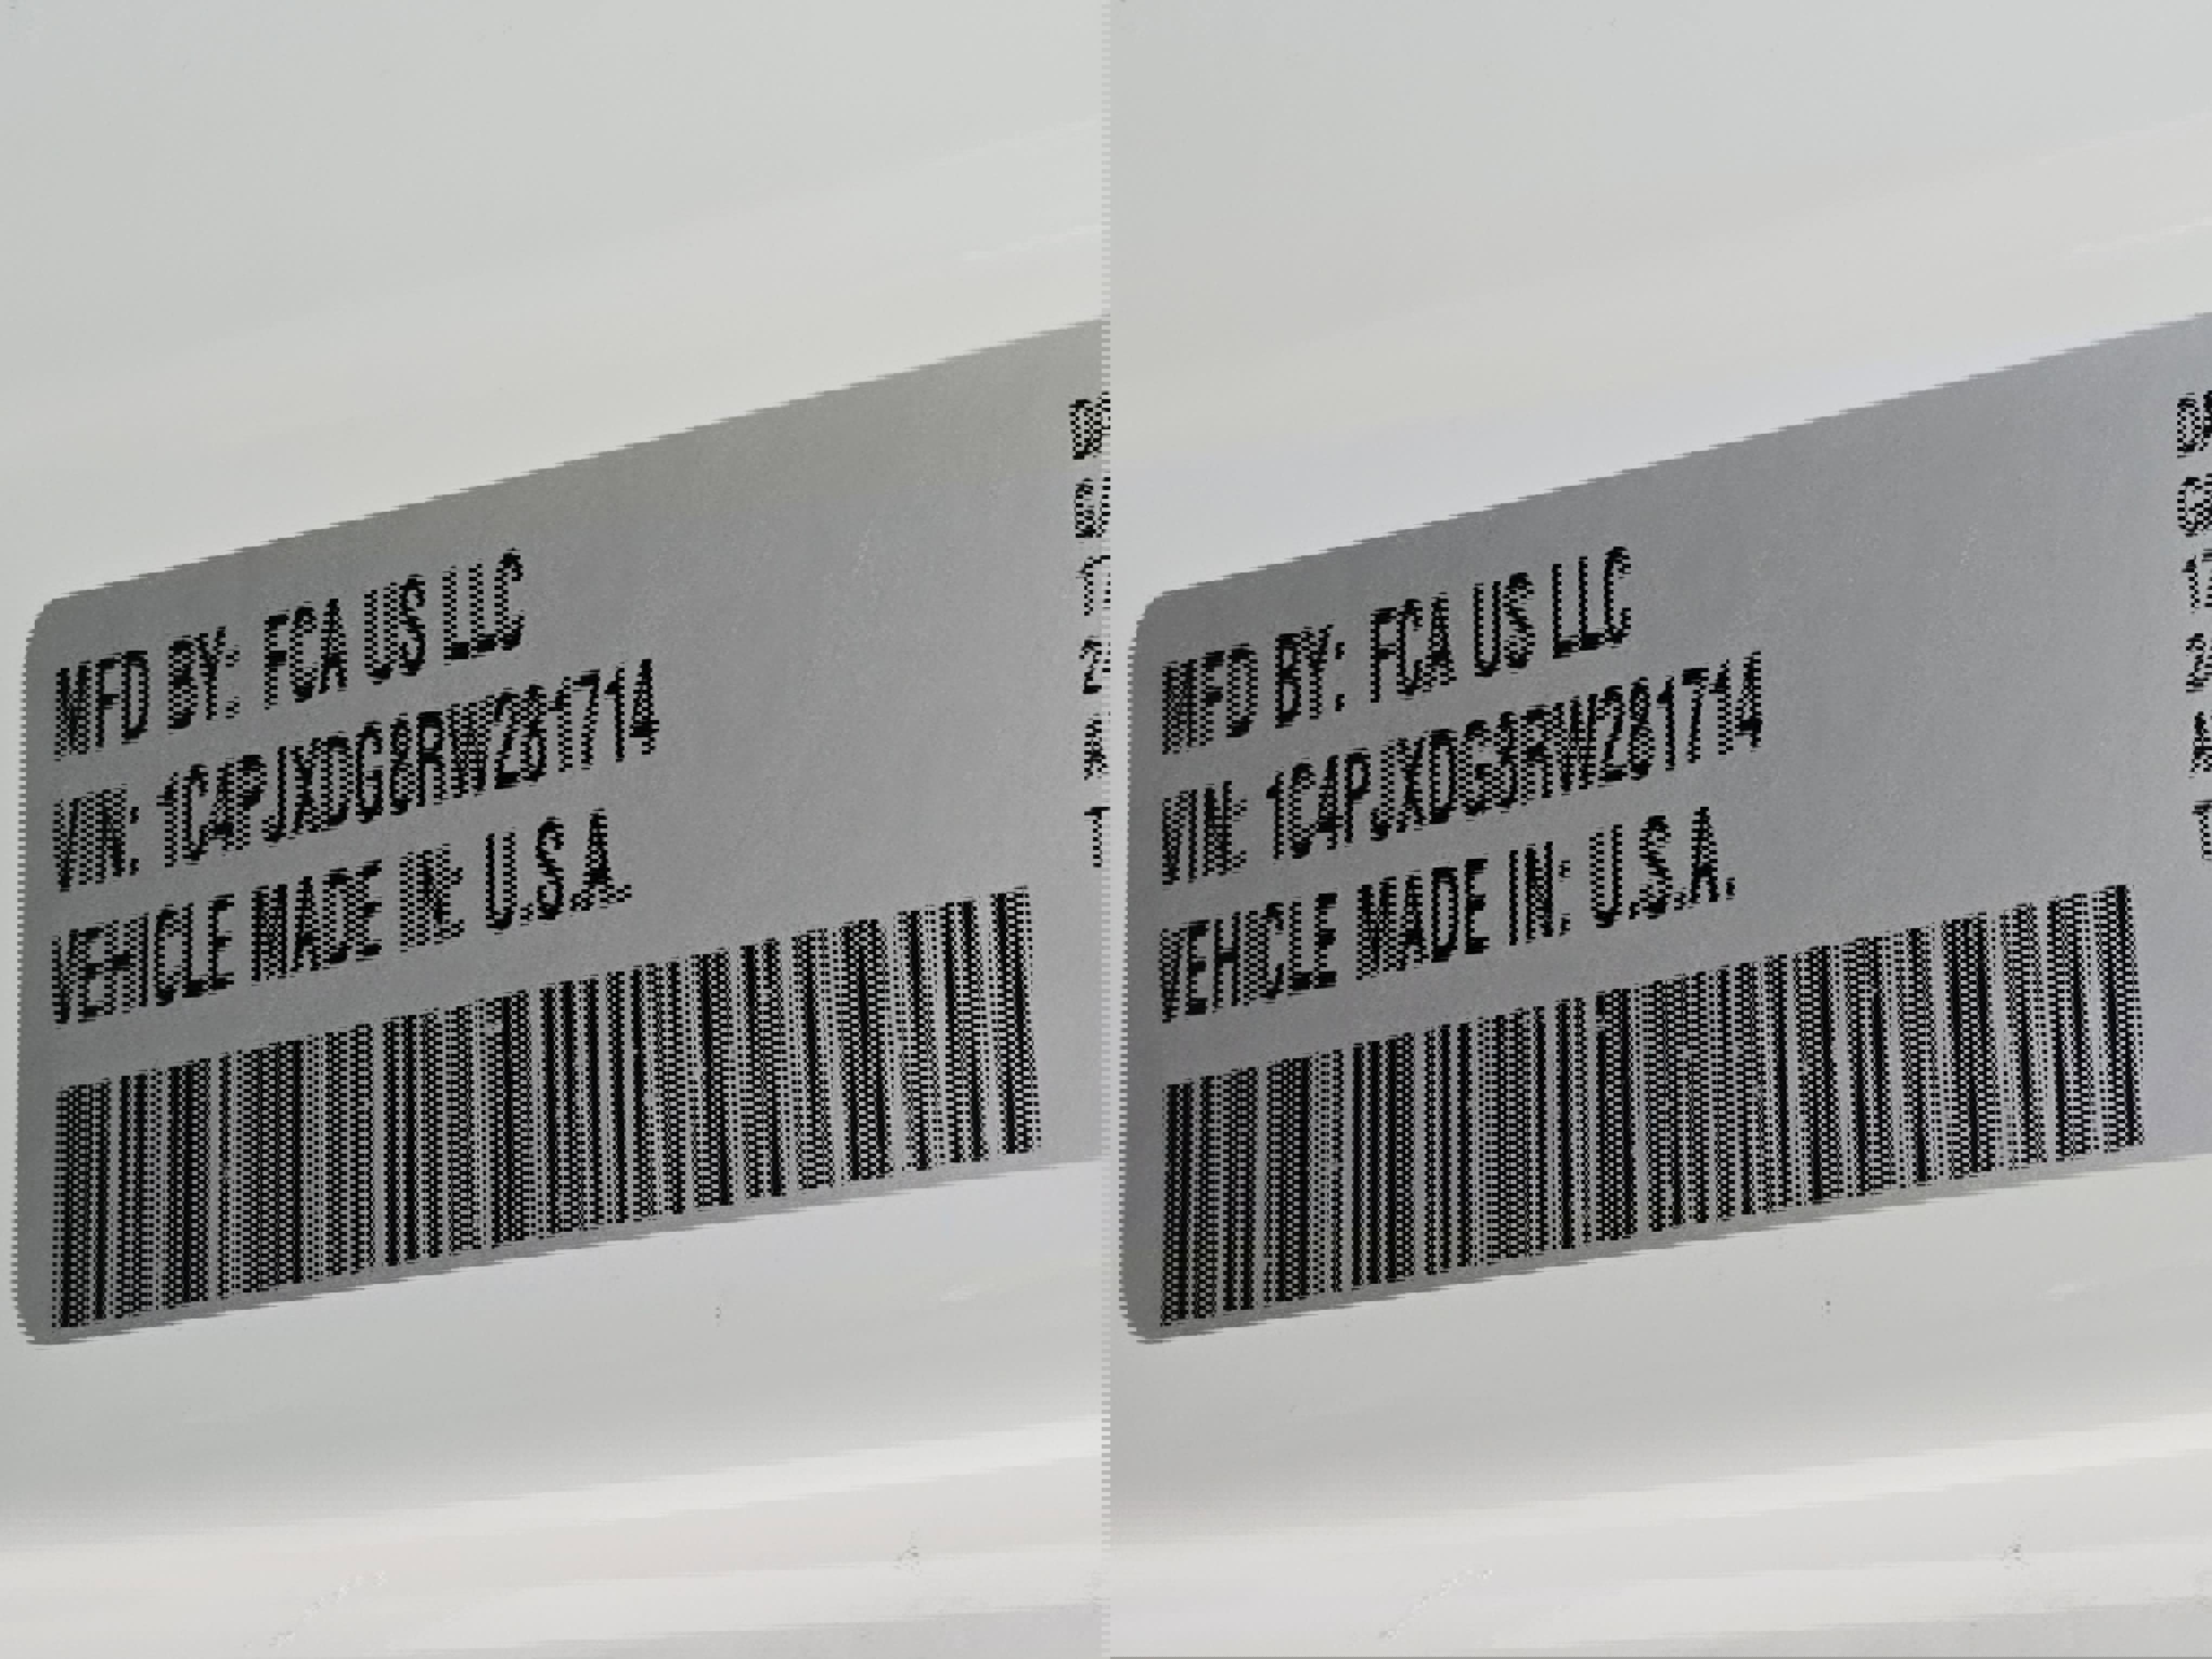 MFD BY: FCA US LLC
VIN: 1C4PJXDG8RW281714
VEHICLE MADE IN: U.S.A.
MFD BY: FCA US LLC
VIN: 1C4PJXDG8RW281714
VEHICLE MADE IN: U.S.A.